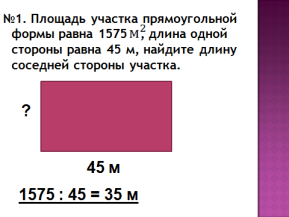 №1. Площадь участка прямоугольной
формы равна 1575 м², длина одной
стороны равна 45 м, найдите длину
соседней стороны участка.
?
45 м
1575 : 45 = 35 м